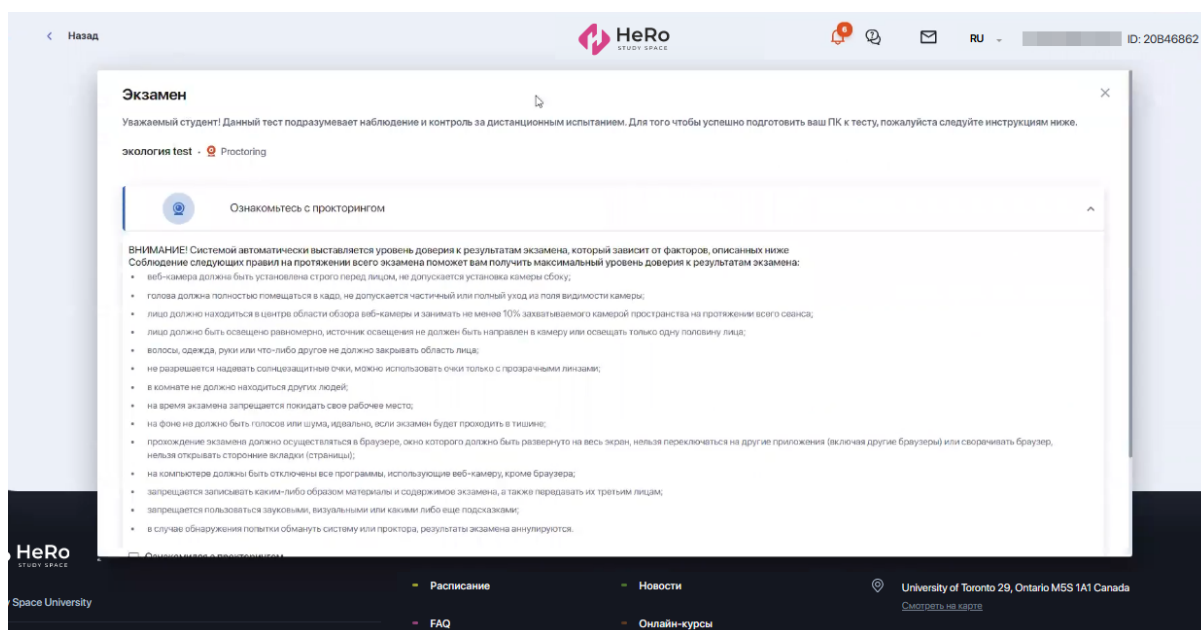 Назад
HeRo
STUDY SPACE
6
RU
ID: 20B46862
Экзамен
Уважаемый студент! Данный тест подразумевает наблюдение и контроль за дистанционным испытанием. Для того чтобы успешно подготовить ваш ПК к тесту, пожалуйста следуйте инструкциям ниже.
экология test - Proctoring
Ознакомьтесь с прокторингом
ВНИМАНИЕ! Системой автоматически выставляется уровень доверия к результатам экзамена, который зависит от факторов, описанных ниже
Соблюдение следующих правил на протяжении всего экзамена поможет вам получить максимальный уровень доверия к результатам экзамена:
• веб-камера должна быть установлена строго перед лицом, не допускается установка камеры сбоку;
• голова должна полностью помещаться в кадр, не допускается частичный или полный уход из поля видимости камеры;
• лицо должно находиться в центре области обзора веб-камеры и занимать не менее 10% захватываемого камерой пространства на протяжении всего сеанса;
• лицо должно быть освещено равномерно, источник освещения не должен быть направлен в камеру или освещать только одну половину лица;
• волосы, одежда, руки или что-либо другое не должно закрывать область лица;
• не разрешается надевать солнцезащитные очки, можно использовать очки только с прозрачными линзами;
• в комнате не должно находиться других людей;
• на время экзамена запрещается покидать свое рабочее место;
• на фоне не должно быть голосов или шума, идеально, если экзамен будет проходить в тишине;
• прохождение экзамена должно осуществляться в браузере, окно которого должно быть развернуто на весь экран, нельзя переключаться на другие приложения (включая другие браузеры) или сворачивать браузер,
нельзя открывать сторонние вкладки (страницы);
• на компьютере должны быть отключены все программы, использующие веб-камеру, кроме браузера;
• запрещается записывать каким-либо образом материалы и содержимое экзамена, а также передавать их третьим лицам;
• запрещается пользоваться звуковыми, визуальными или какими либо еще подсказками;
• в случае обнаружения попытки обмануть систему или проктора, результаты экзамена аннулируются.
Ознакомился с прокторингом
HeRo
STUDY SPACE
Space University
Расписание
Новости
University of Toronto 29, Ontario M5S 1A1 Canada
Смотреть на карте
FAQ
Онлайн-курсы